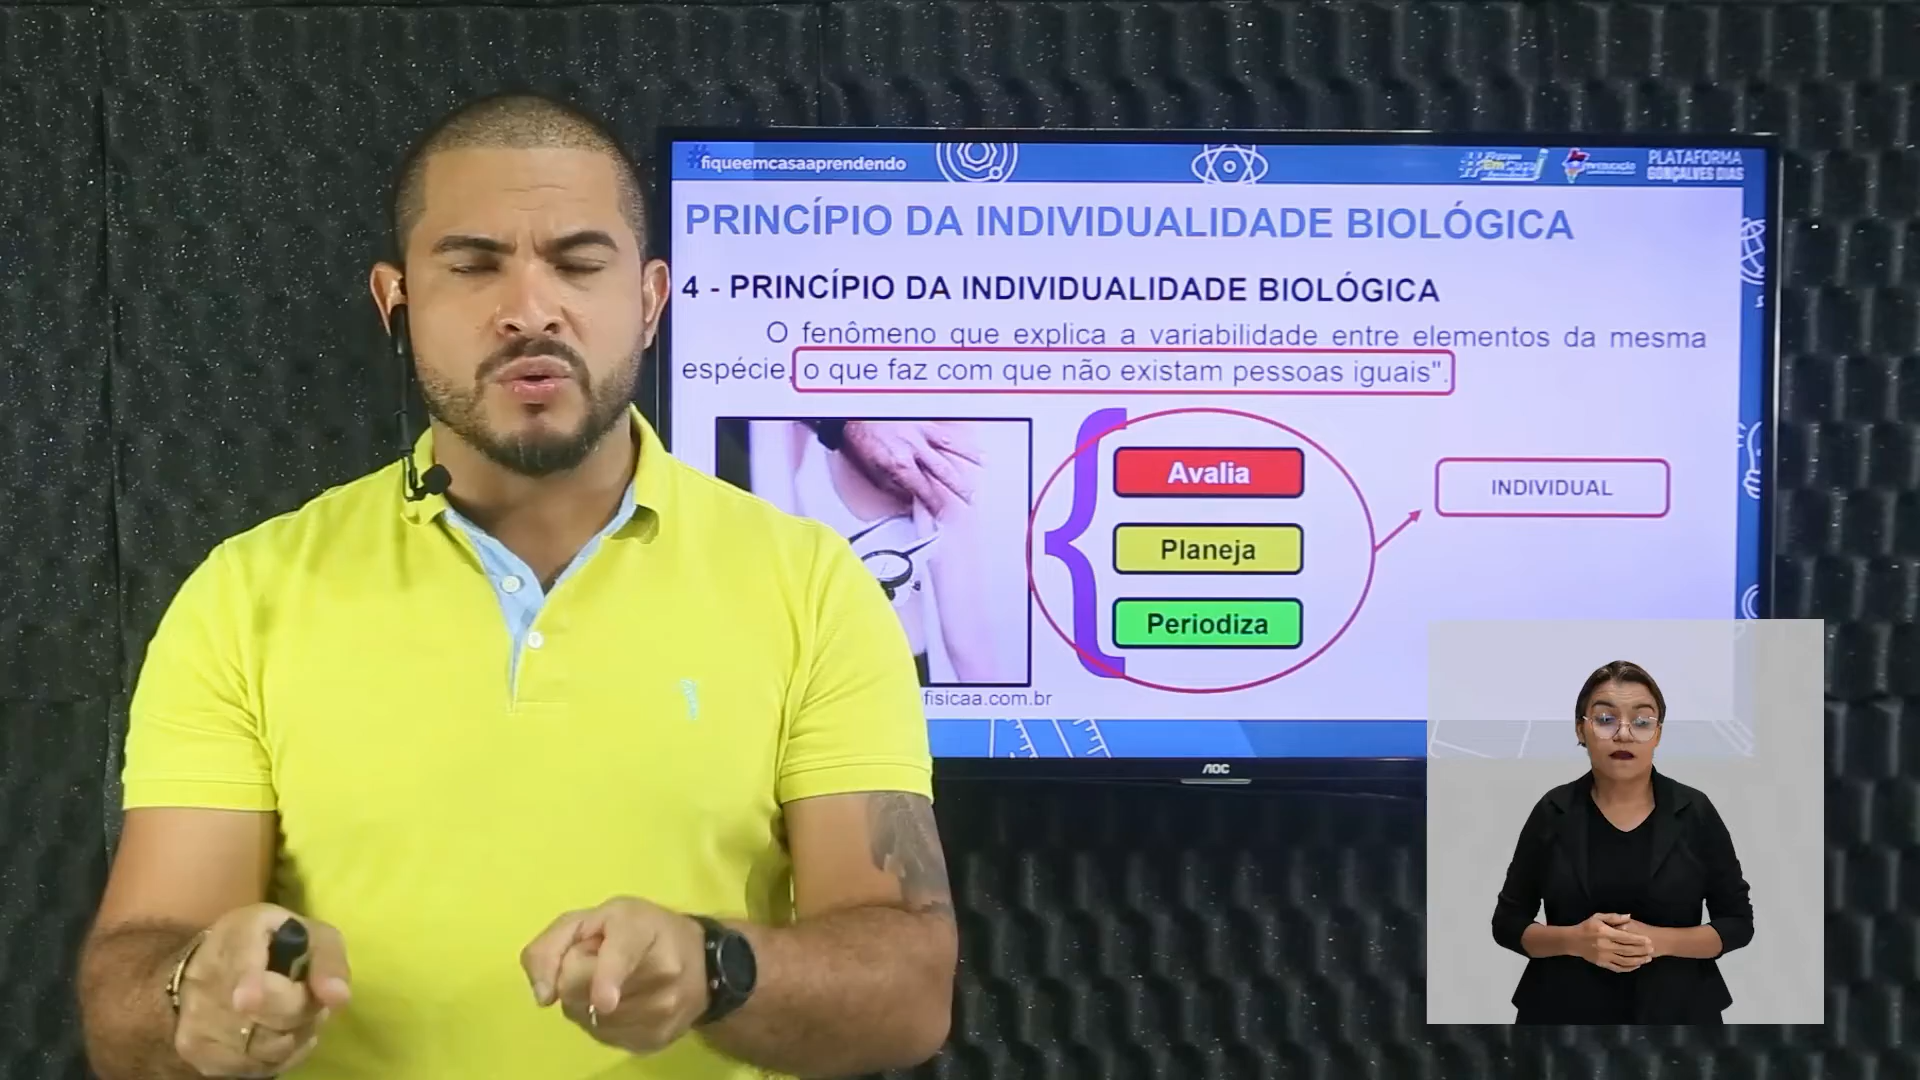 #fiqueemcasaaprendendo
PLATAFORMA
GONÇALVES DIAS
PRINCÍPIO DA INDIVIDUALIDADE BIOLÓGICA
4 - PRINCÍPIO DA INDIVIDUALIDADE BIOLÓGICA
O fenômeno que explica a variabilidade entre elementos da mesma
espécie, o que faz com que não existam pessoas iguais".
Avalia
INDIVIDUAL
Planeja
Periodiza
fisicaa.com.br
AOC